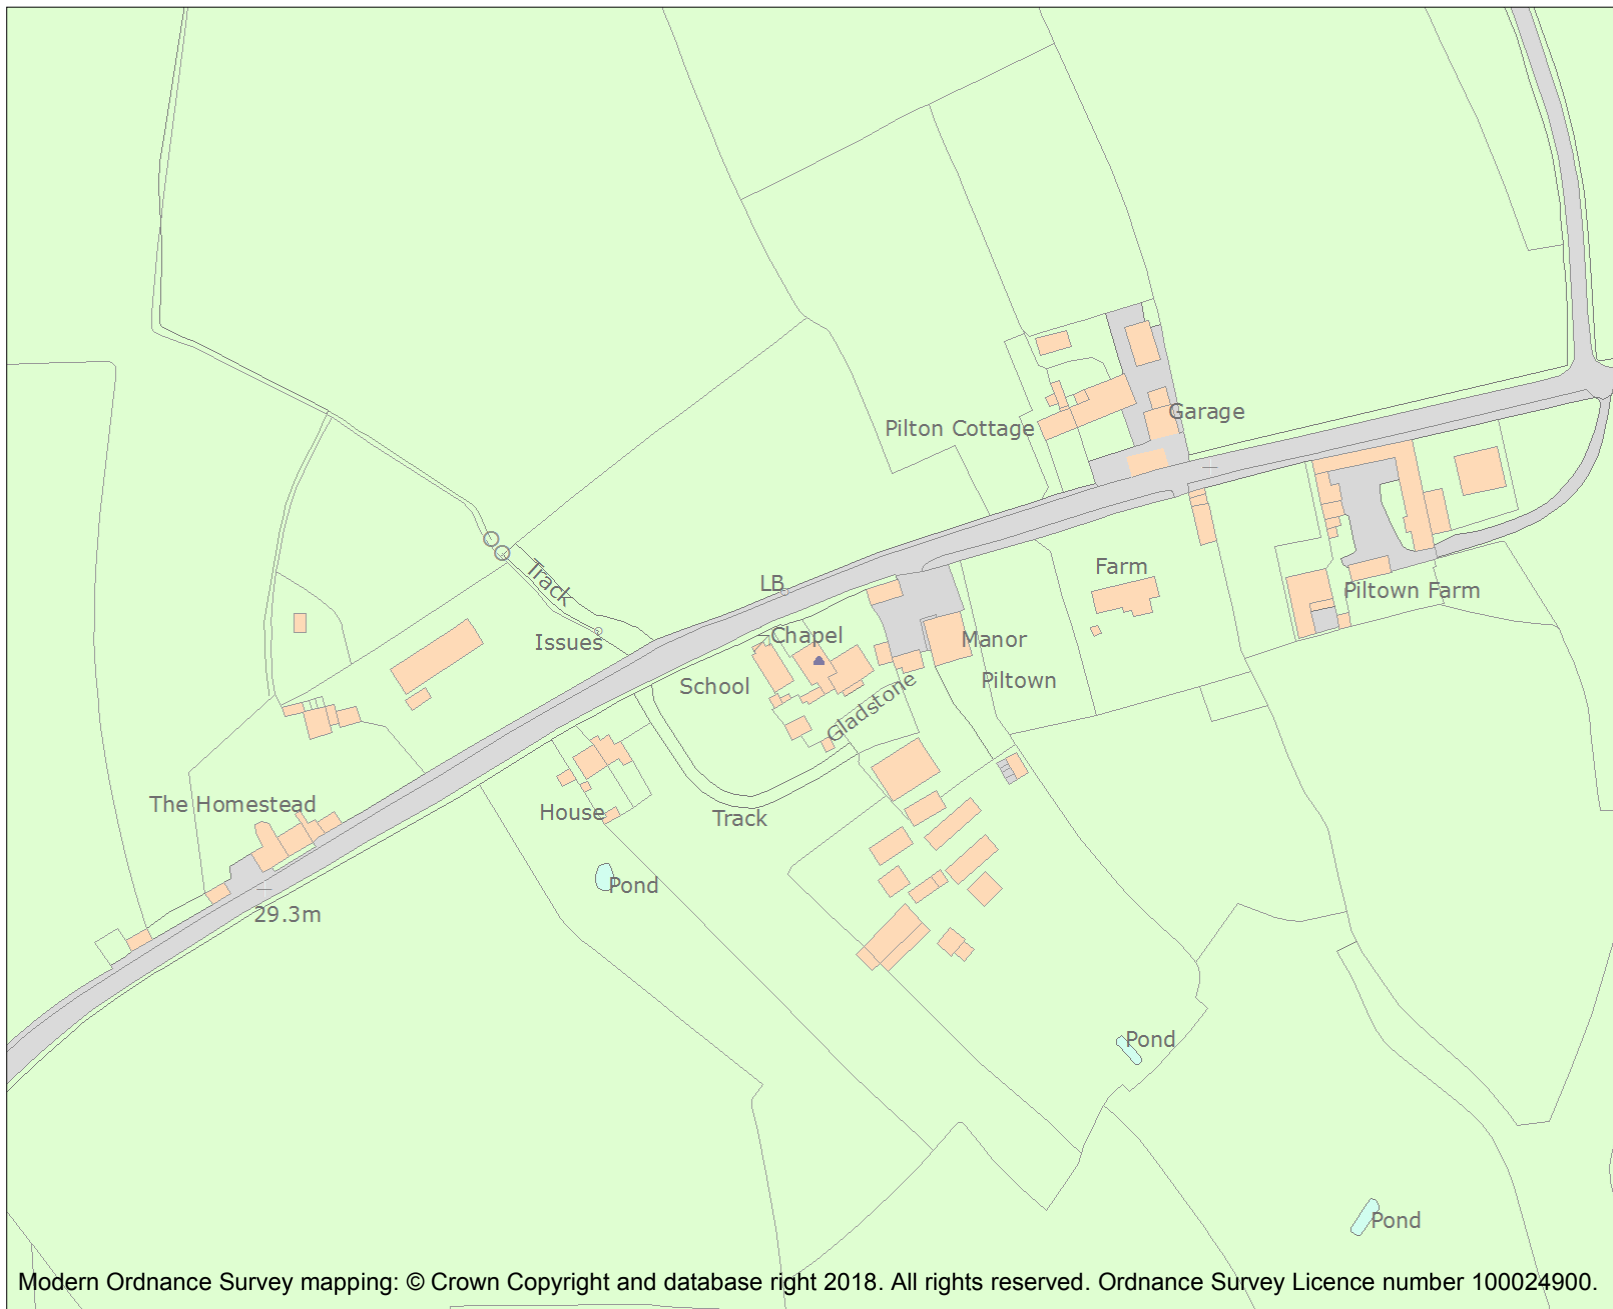 Garage
Pilton Cottage
Farm
Track
LB
Piltown Farm
Issues
Chapel
Manor
School
Piltown
Gladstone
The Homestead
House
Track
Pond
29.3m
Pond
Pond
Modern Ordnance Survey mapping: © Crown Copyright and database right 2018. All rights reserved. Ordnance Survey Licence number 100024900.